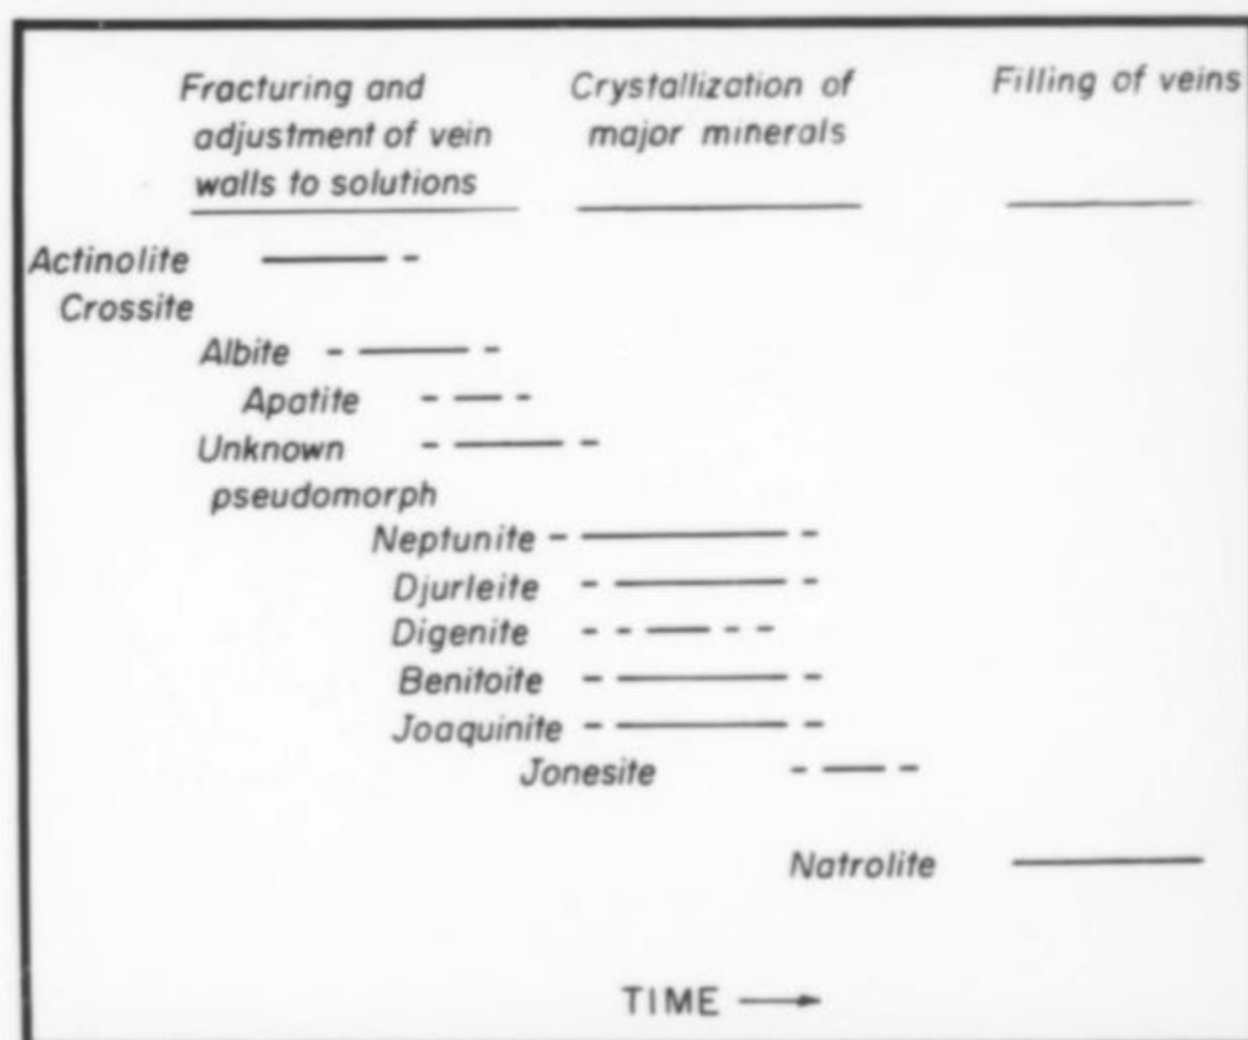 Fracturing and
adjustment of vein
walls to solutions
Crystallization of
major minerals
Filling of veins
Actinolite
Crossite
Albite
Apatite
Unknown
pseudomorph
Neptunite
Djurleite
Digenite
Benitoite
Joaquinite
Jonesite
Natrolite
TIME